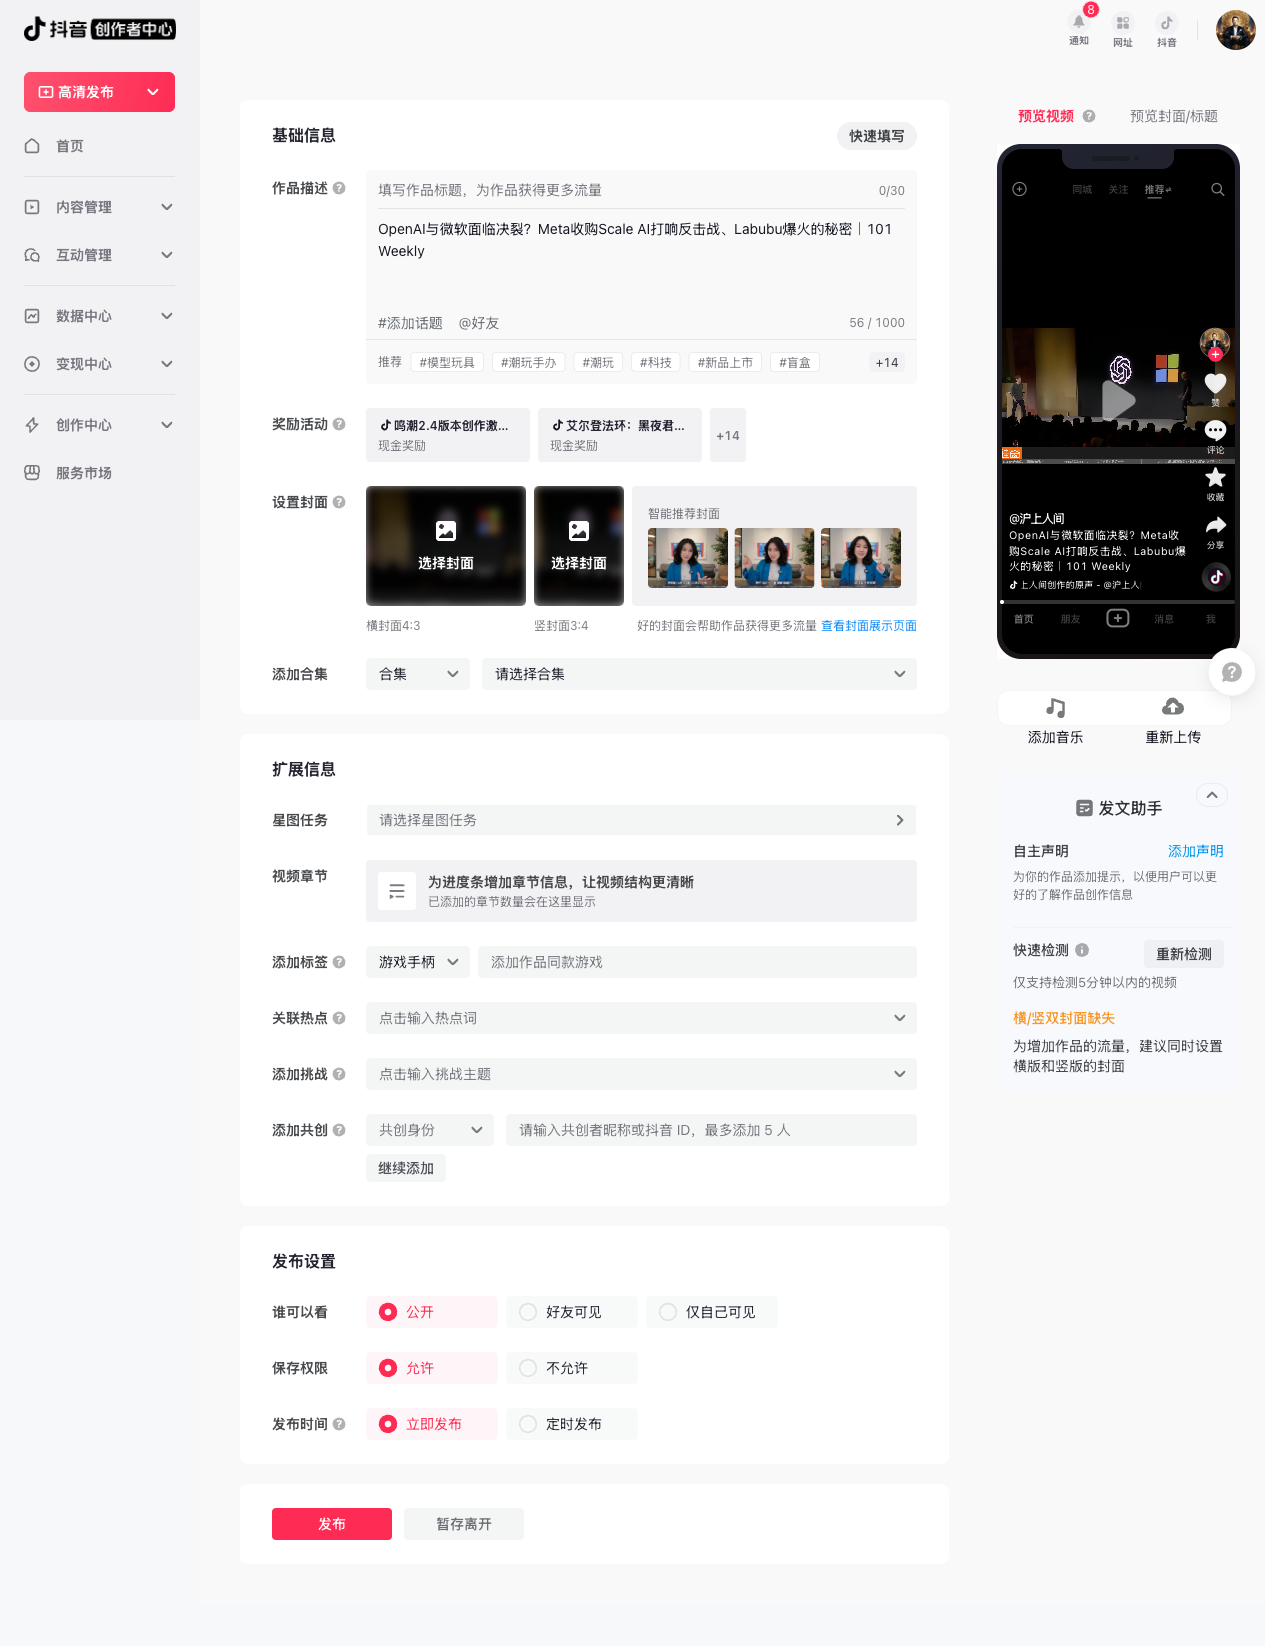 抖音 创作者中心
8
通知
网址
抖音
高清发布
首页
内容管理
互动管理
数据中心
变现中心
创作中心
服务市场
基础信息
快速填写
作品描述
填写作品标题，为作品获得更多流量
0/30
OpenAI与微软面临决裂？Meta收购Scale AI打响反击战、Labubu爆火的秘密｜101
Weekly
#添加话题
@好友
56 / 1000
推荐
#模型玩具
#潮玩手办
#潮玩
#科技
#新品上市
#盲盒
+14
奖励活动
鸣潮2.4版本创作激...
现金奖励
艾尔登法环：黑夜君...
现金奖励
+14
设置封面
选择封面
选择封面
智能推荐封面
横封面4:3
竖封面3:4
好的封面会帮助作品获得更多流量 查看封面展示页面
添加合集
合集
请选择合集
扩展信息
星图任务
请选择星图任务
视频章节
为进度条增加章节信息，让视频结构更清晰
已添加的章节数量会在这里显示
添加标签
游戏手柄
添加作品同款游戏
关联热点
点击输入热点词
添加挑战
点击输入挑战主题
添加共创
共创身份
请输入共创者昵称或抖音 ID，最多添加 5 人
继续添加
发布设置
谁可以看
公开
好友可见
仅自己可见
保存权限
允许
不允许
发布时间
立即发布
定时发布
发布
暂存离开
预览视频
预览封面/标题
同城
关注
推荐
赞
评论
收藏
分享
@沪上人间
OpenAI与微软面临决裂？Meta收
购Scale AI打响反击战、Labubu爆
火的秘密｜101 Weekly
上人间创作的原声 - @沪上人
首页
朋友
消息
我
添加音乐
重新上传
发文助手
自主声明
添加声明
为你的作品添加提示，以便用户可以更
好的了解作品创作信息
快速检测
重新检测
仅支持检测5分钟以内的视频
横/竖双封面缺失
为增加作品的流量，建议同时设置
横版和竖版的封面